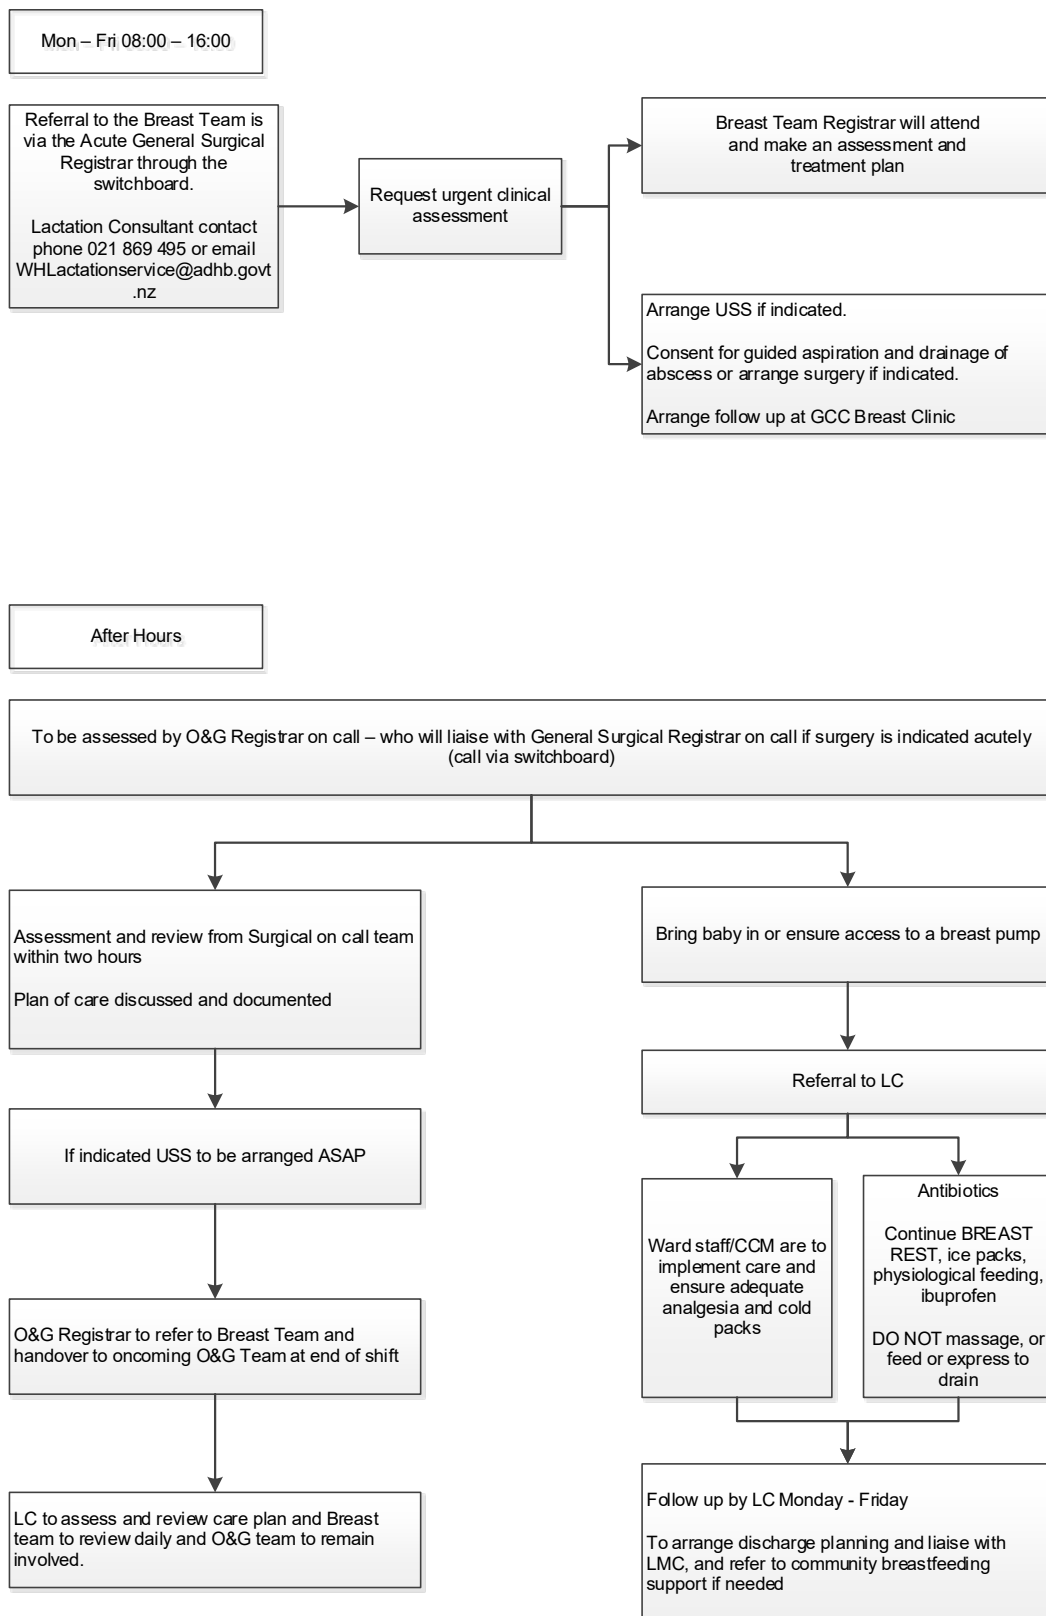 Mon – Fri 08:00 – 16:00
Referral to the Breast Team is
via the Acute General Surgical
Registrar through the
switchboard.
Lactation Consultant contact
phone 021 869 495 or email
WHLactationservice@adhb.govt
.nz
Request urgent clinical
assessment
Breast Team Registrar will attend
and make an assessment and
treatment plan
Arrange USS if indicated.
Consent for guided aspiration and drainage of
abscess or arrange surgery if indicated.
Arrange follow up at GCC Breast Clinic
After Hours
To be assessed by O&G Registrar on call – who will liaise with General Surgical Registrar on call if surgery is indicated acutely
(call via switchboard)
Assessment and review from Surgical on call team
within two hours
Plan of care discussed and documented
If indicated USS to be arranged ASAP
O&G Registrar to refer to Breast Team and
handover to oncoming O&G Team at end of shift
LC to assess and review care plan and Breast
team to review daily and O&G team to remain
involved.
Bring baby in or ensure access to a breast pump
Referral to LC
Ward staff/CCM are to
implement care and
ensure adequate
analgesia and cold
packs
Antibiotics
Continue BREAST
REST, ice packs,
physiological feeding,
ibuprofen
DO NOT massage, or
feed or express to
drain
Follow up by LC Monday - Friday
To arrange discharge planning and liaise with
LMC, and refer to community breastfeeding
support if needed